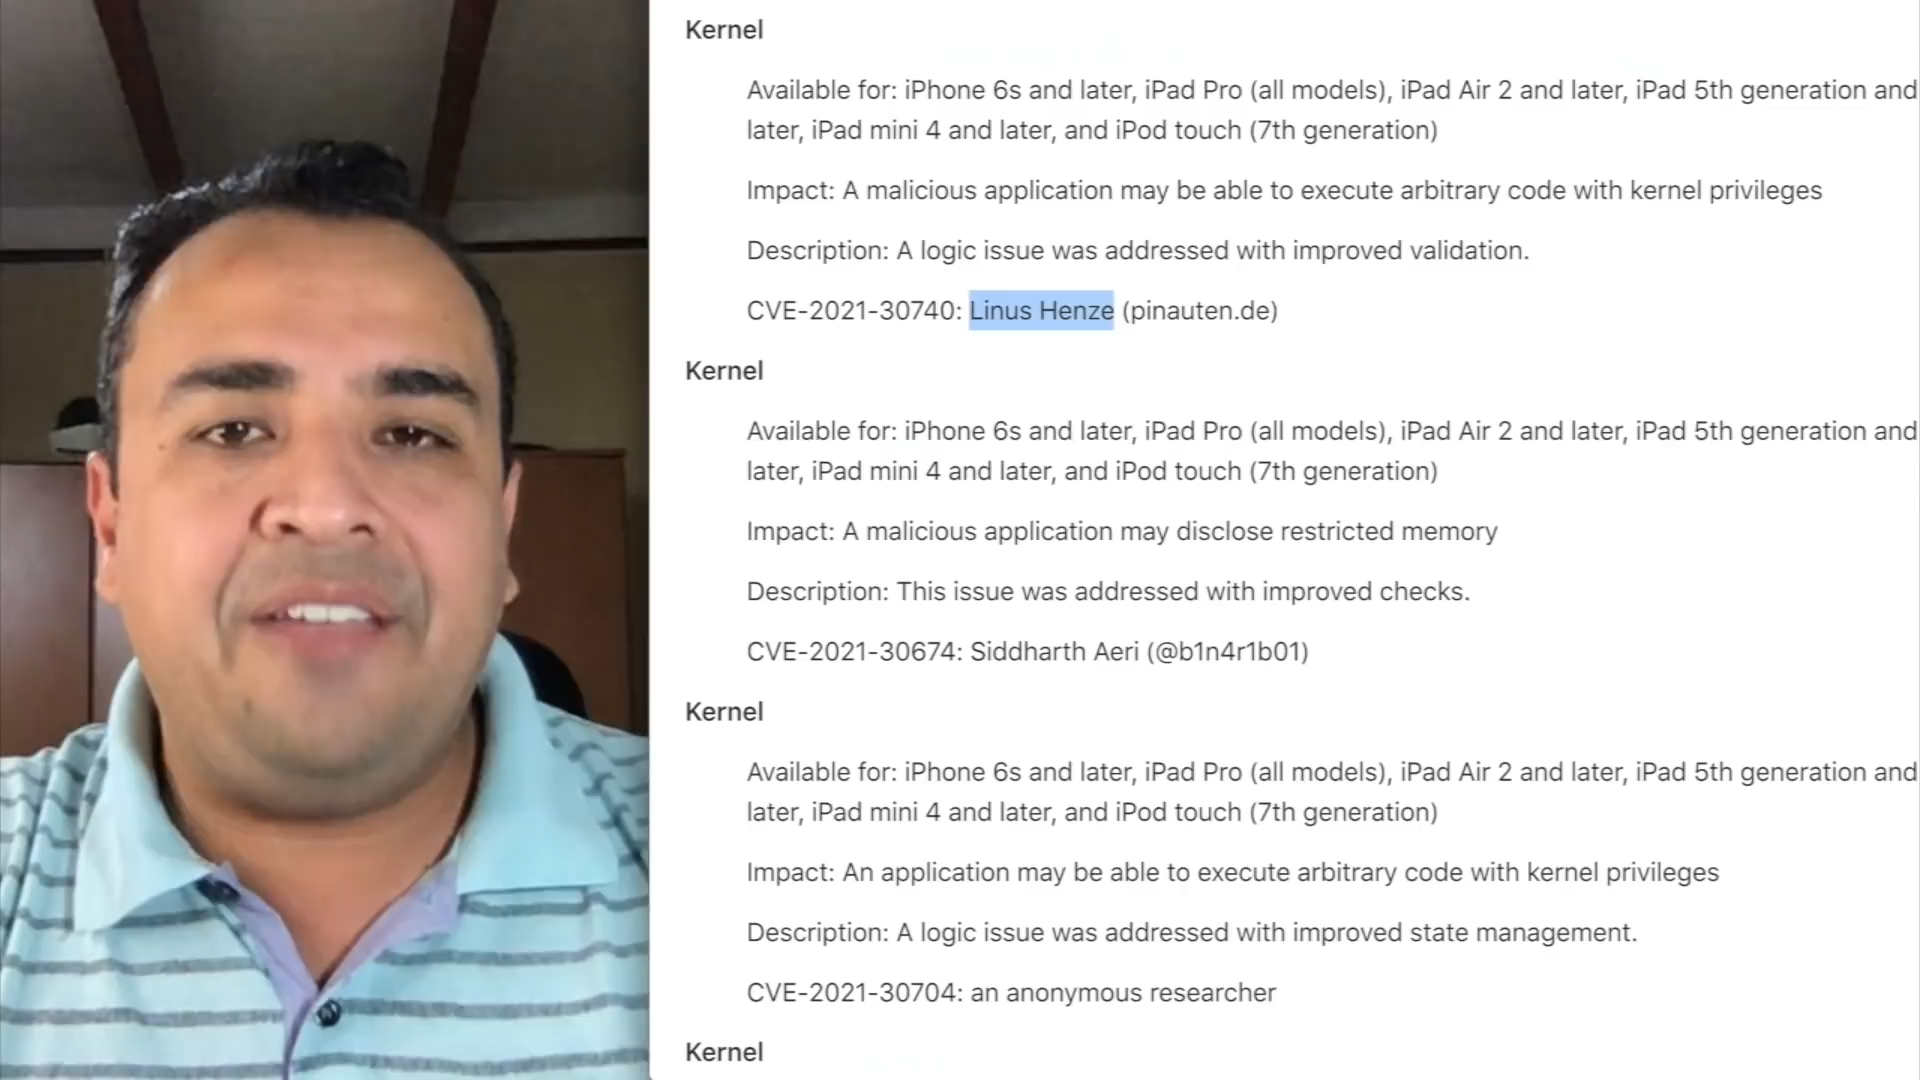 Kernel
Available for: iPhone 6s and later, iPad Pro (all models), iPad Air 2 and later, iPad 5th generation and
later, iPad mini 4 and later, and iPod touch (7th generation)
Impact: A malicious application may be able to execute arbitrary code with kernel privileges
Description: A logic issue was addressed with improved validation.
CVE-2021-30740: Linus Henze (pinauten.de)
Kernel
Available for: iPhone 6s and later, iPad Pro (all models), iPad Air 2 and later, iPad 5th generation and
later, iPad mini 4 and later, and iPod touch (7th generation)
Impact: A malicious application may disclose restricted memory
Description: This issue was addressed with improved checks.
CVE-2021-30674: Siddharth Aeri (@b1n4r1b01)
Kernel
Available for: iPhone 6s and later, iPad Pro (all models), iPad Air 2 and later, iPad 5th generation and
later, iPad mini 4 and later, and iPod touch (7th generation)
Impact: An application may be able to execute arbitrary code with kernel privileges
Description: A logic issue was addressed with improved state management.
CVE-2021-30704: an anonymous researcher
Kernel